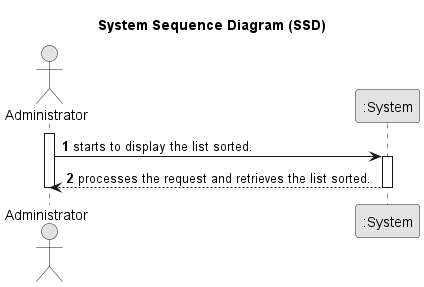 System Sequence Diagram (SSD)
Administrator
:System
1 starts to display the list sorted.
2 processes the request and retrieves the list sorted.
Administrator
:System